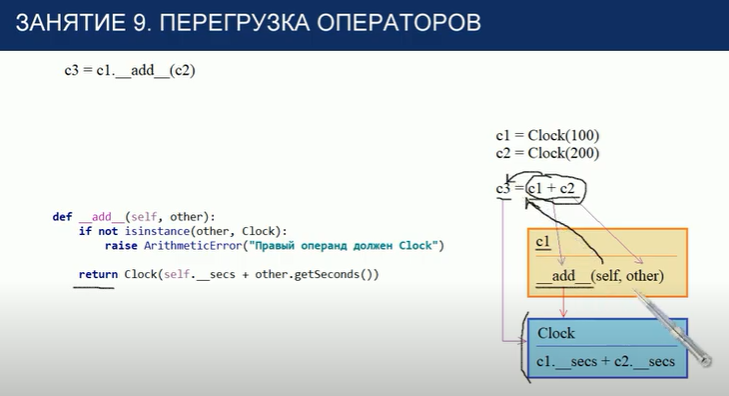 ЗАНЯТИЕ 9. ПЕРЕГРУЗКА ОПЕРАТОРОВ
c3 = c1.__add__(c2)
c1 = Clock(100)
c2 = Clock(200)
c3 = c1 + c2
def __add__(self, other):
if not isinstance(other, Clock):
raise ArithmeticError("Правый операнд должен Clock")
return Clock(self.__secs + other.getSeconds())
c1
__add__(self, other)
Clock
c1.__secs + c2.__secs